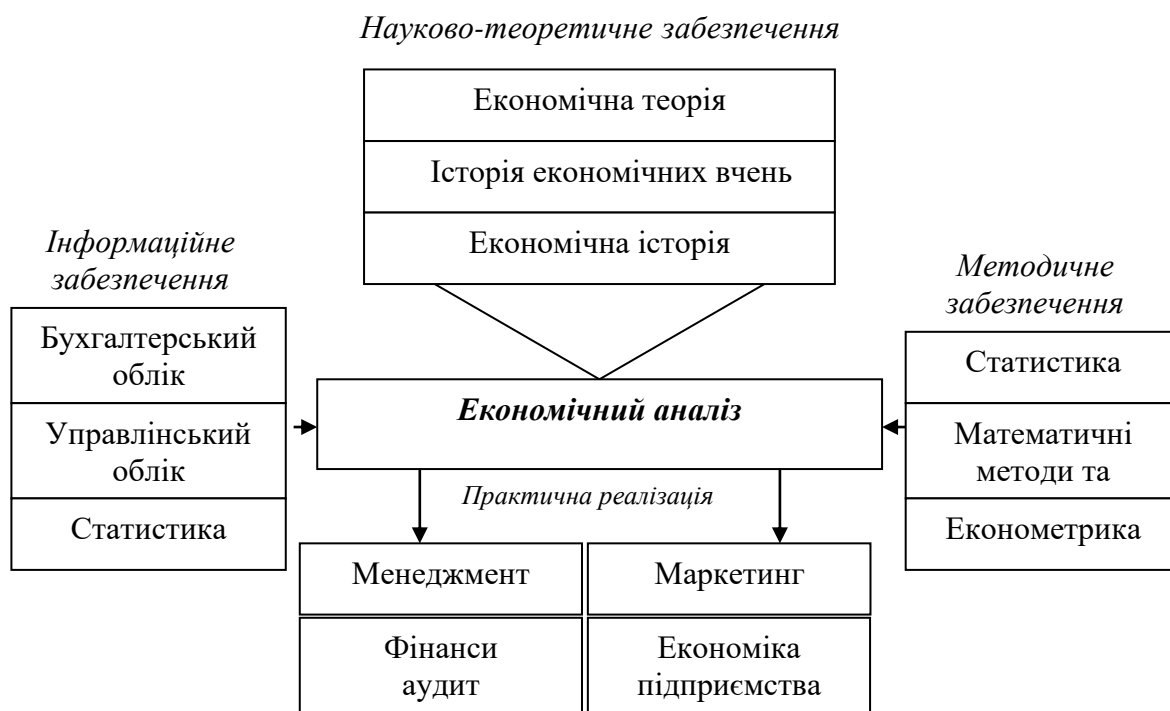 Науково-теоретичне забезпечення
Економічна теорія
Історія економічних вчень
Економічна історія
Інформаційне
забезпечення
Бухгалтерський
облік
Управлінський
облік
Статистика
Методичне
забезпечення
Статистика
Математичні
методи та
Економетрика
Економічний аналіз
Практична реалізація
Менеджмент
Маркетинг
Фінанси
аудит
Економіка
підприємства